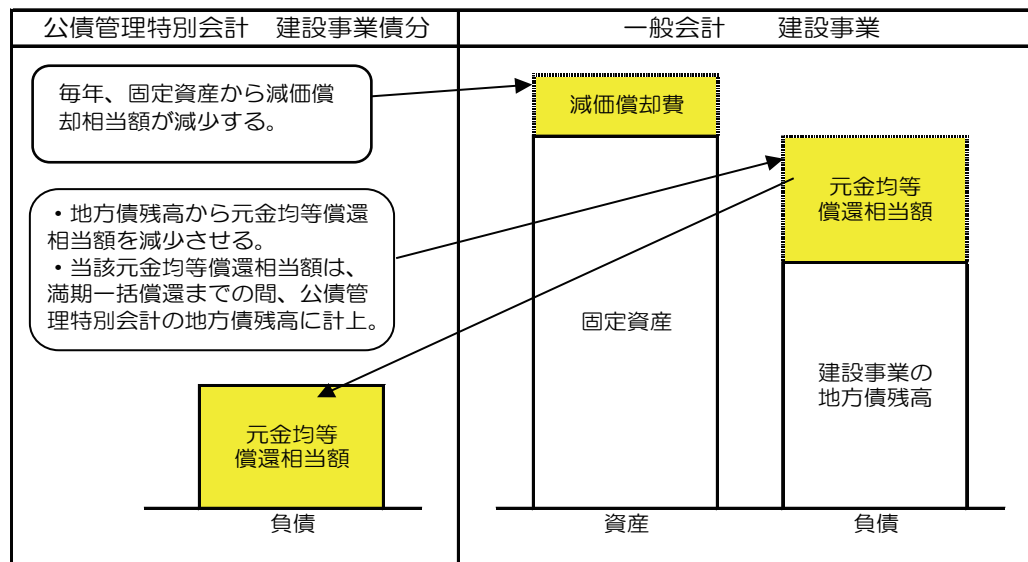 公債管理特別会計　建設事業債分
一般会計　　建設事業
毎年、固定資産から減価償
却相当額が減少する。
・地方債残高から元金均等償還
相当額を減少させる。
・当該元金均等償還相当額は、
満期一括償還までの間、公債管
理特別会計の地方債残高に計上。
元金均等
償還相当額
負債
減価償却費
固定資産
資産
元金均等
償還相当額
建設事業の
地方債残高
負債